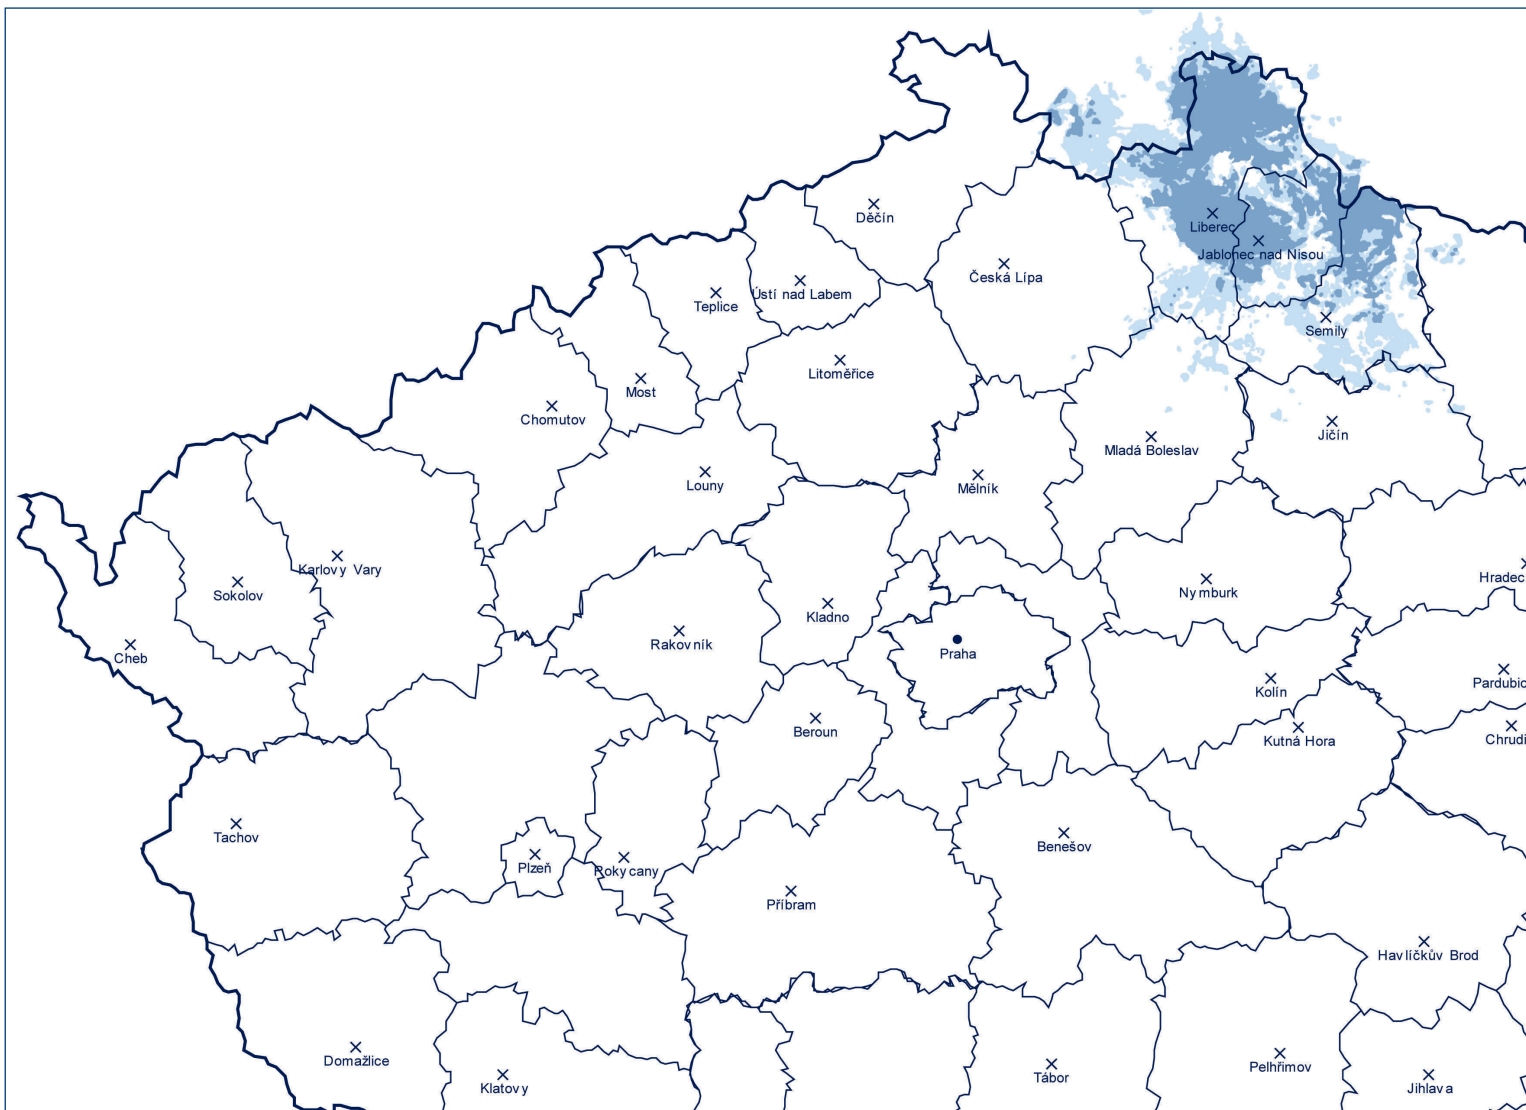 Děčín
Liberec
Jablonec nad Nisou
Česká Lípa
Ústí nad Labem
Teplice
Semily
Litoměřice
Most
Chomutov
Jičín
Mladá Boleslav
Louny
Mělník
Karlovy Vary
Hradec
Sokolov
Nymburk
Kladno
Rakovník
Praha
Cheb
Pardubic
Kolín
Beroun
Kutná Hora
Chrudi
Tachov
Benešov
Plzeň
Rokycany
Příbram
Havlíčkův Brod
Domažlice
Pelhřimov
Tábor
Klatovy
Jihlava